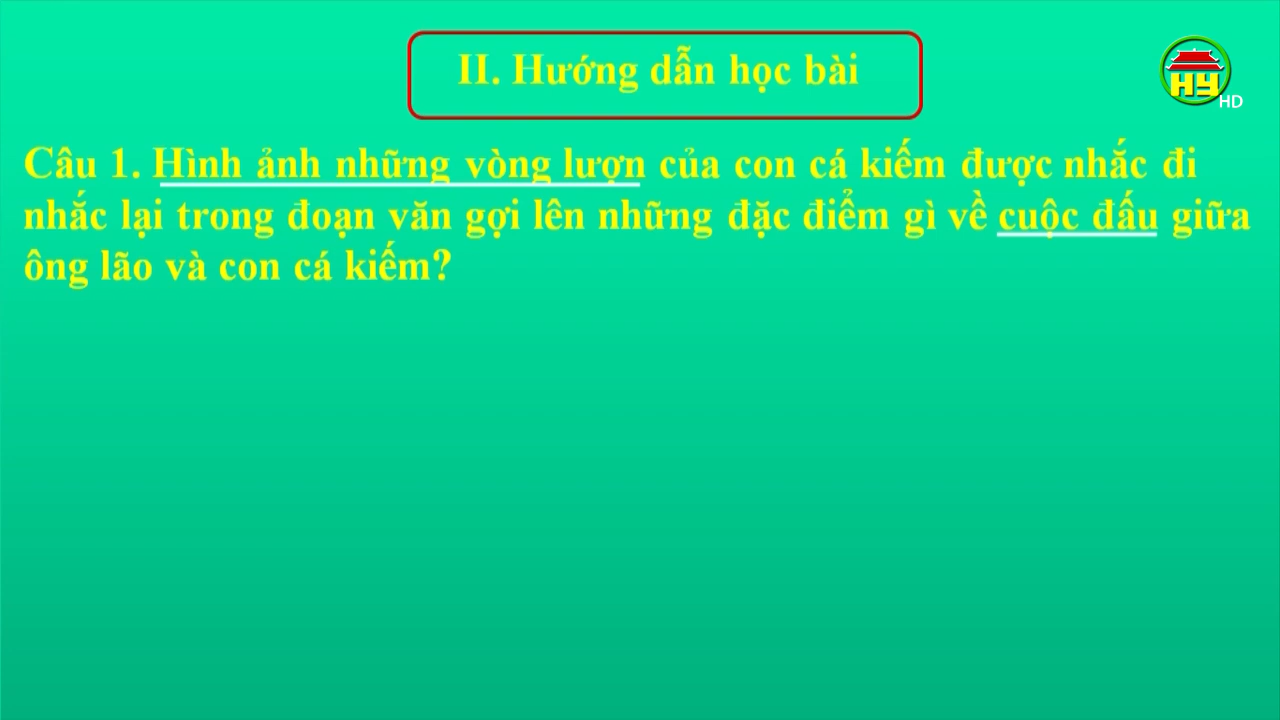 II. Hướng dẫn học bài
HY
HD
Câu 1. Hình ảnh những vòng lượn của con cá kiếm được nhắc đi
nhắc lại trong đoạn văn gợi lên những đặc điểm gì về cuộc đấu giữa
ông lão và con cá kiếm?